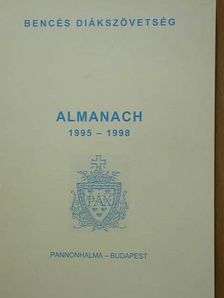 BENCÉS DIÁKSZÖVETSÉG
ALMANACH
1995 – 1998
PAX
PANNONHALMA – BUDAPEST